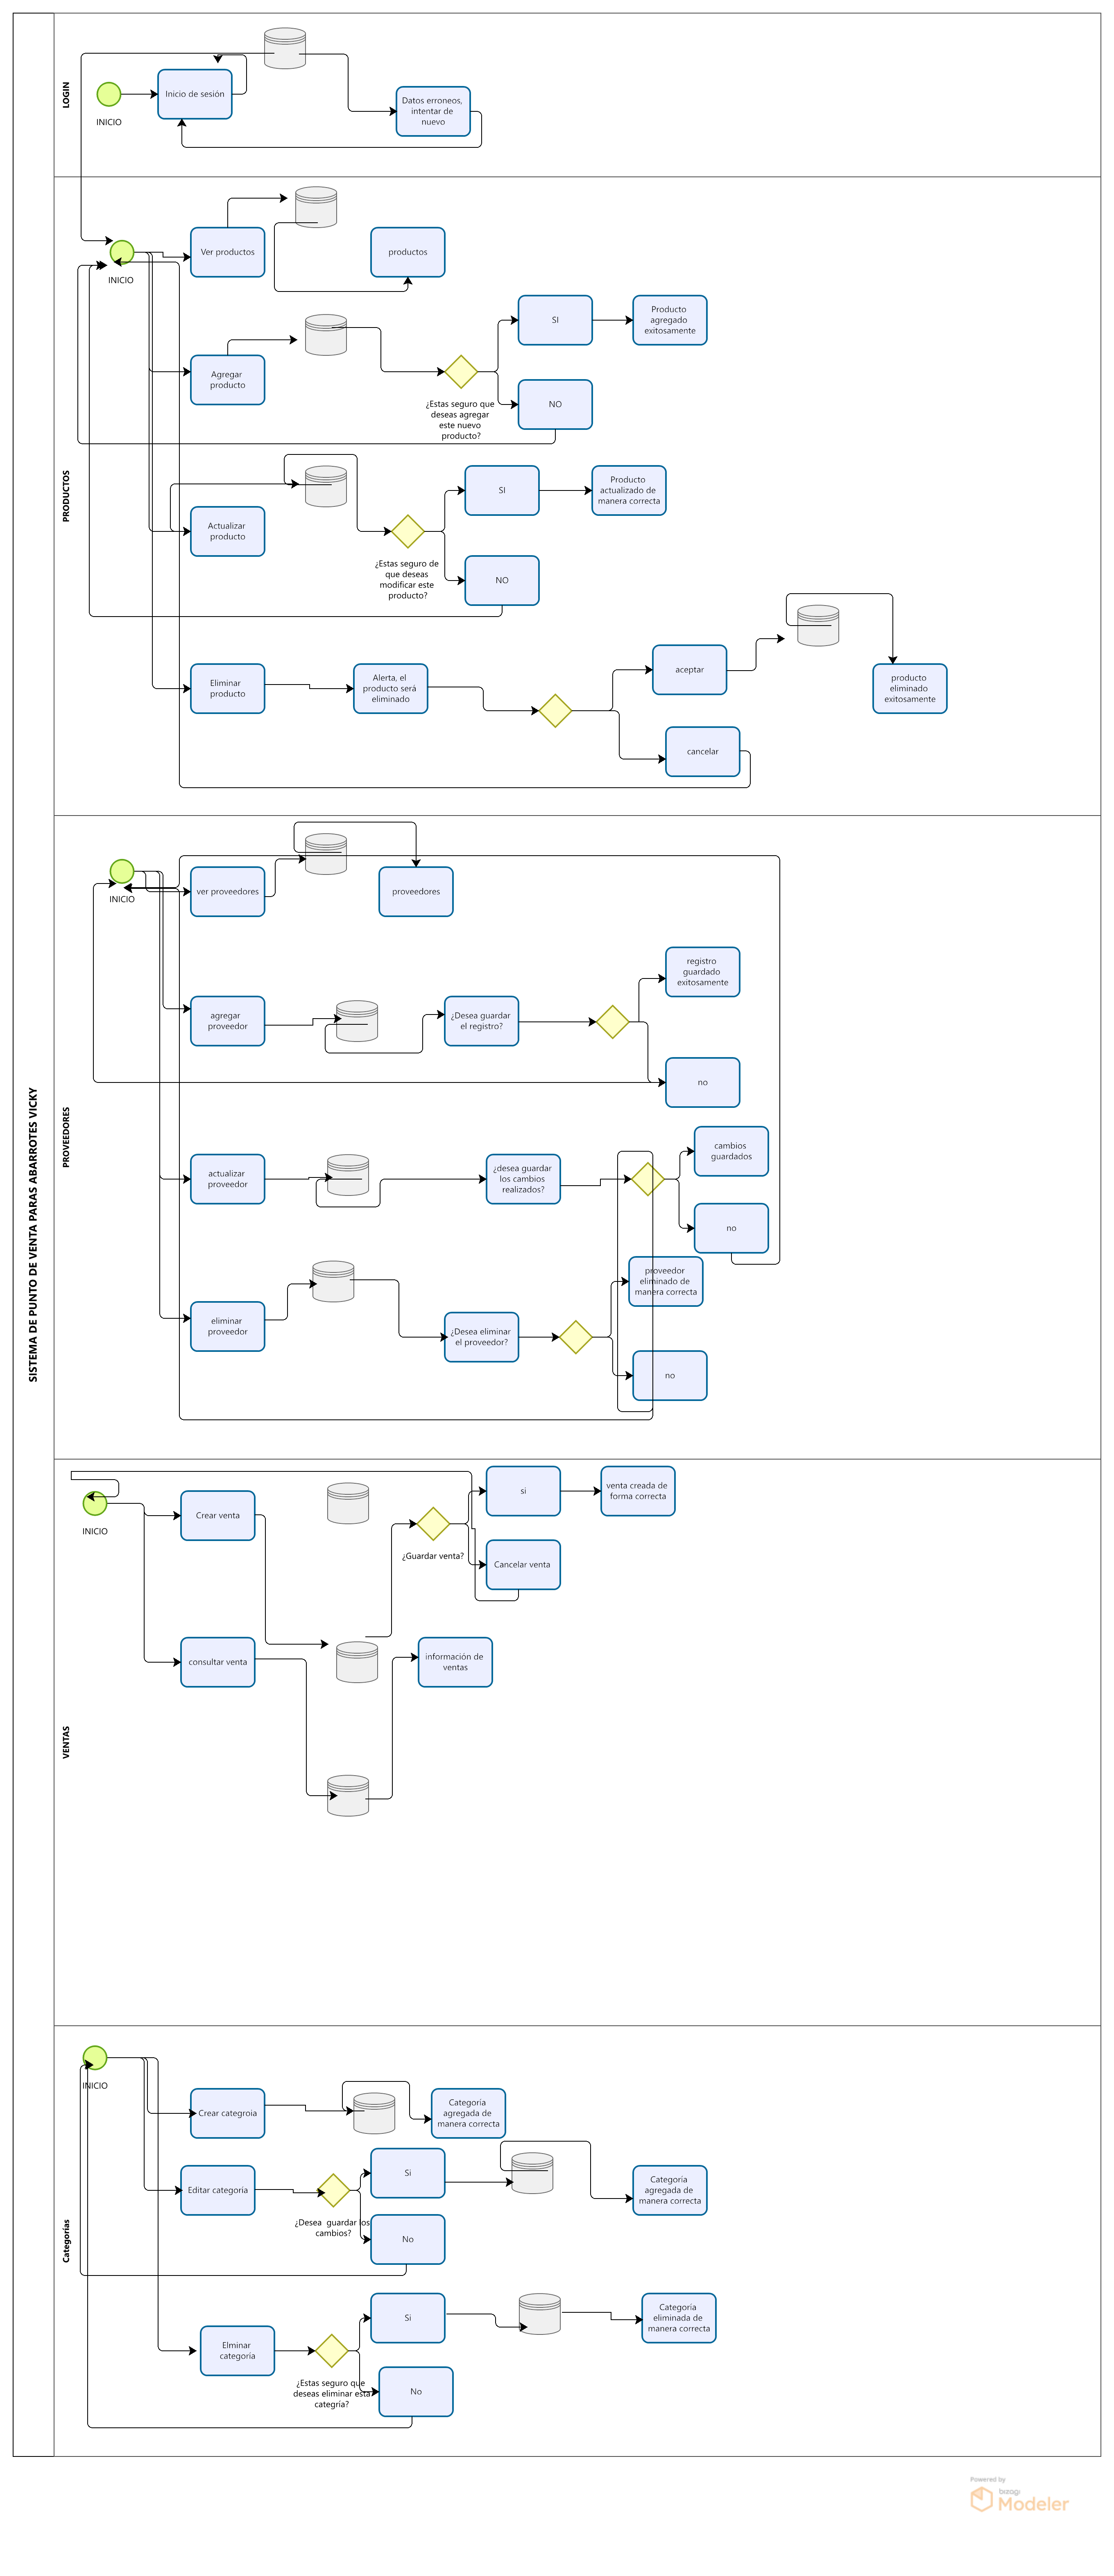 SISTEMA DE PUNTO DE VENTA PARAS ABARROTES VICKY
LOGIN
INICIO
Inicio de sesión
Datos erroneos,
intentar de
nuevo
PRODUCTOS
INICIO
Ver productos
productos
Agregar
producto
¿Estas seguro que
deseas agregar
este nuevo
producto?
SI
Producto
agregado
exitosamente
NO
Actualizar
producto
¿Estas seguro de
que deseas
modificar este
producto?
SI
Producto
actualizado de
manera correcta
NO
Eliminar
producto
Alerta, el
producto será
eliminado
aceptar
producto
eliminado
exitosamente
cancelar
PROVEEDORES
INICIO
ver proveedores
proveedores
agregar
proveedor
¿Desea guardar
el registro?
registro
guardado
exitosamente
no
actualizar
proveedor
¿desea guardar
los cambios
realizados?
cambios
guardados
no
eliminar
proveedor
¿Desea eliminar
el proveedor?
proveedor
eliminado de
manera correcta
no
VENTAS
INICIO
Crear venta
¿Guardar venta?
si
venta creada de
forma correcta
Cancelar venta
consultar venta
información de
ventas
Categorias
INICIO
Crear categroia
Categoria
agregada de
manera correcta
Editar categoria
¿Desea guardar los
cambios?
Si
Categoria
agregada de
manera correcta
No
Elminar
categoría
¿Estas seguro que
deseas eliminar esta
categría?
Si
Categoria
eliminada de
manera correcta
No
Powered by
bizagi
Modeler